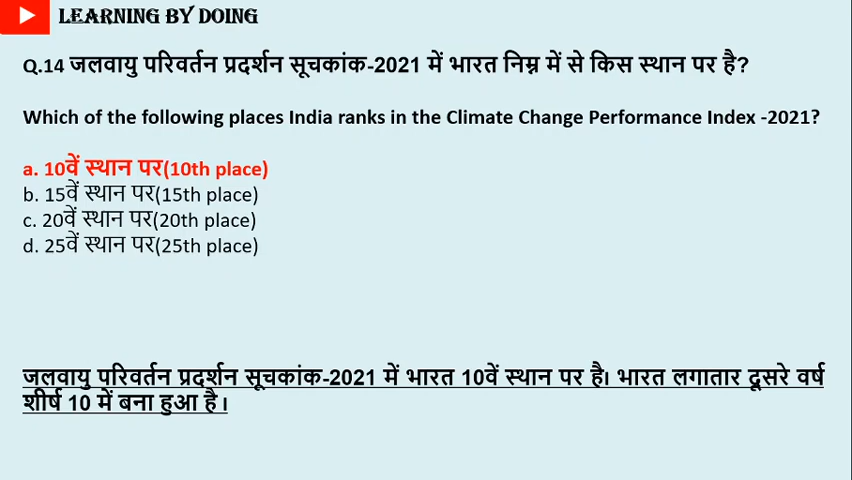 LEARNING BY DOING
Q.14 जलवायु परिवर्तन प्रदर्शन सूचकांक-2021 में भारत निम्न में से किस स्थान पर है?
Which of the following places India ranks in the Climate Change Performance Index -2021?
a. 10वें स्थान पर(10th place)
b. 15वें स्थान पर(15th place)
c. 20वें स्थान पर(20th place)
d. 25वें स्थान पर(25th place)
जलवायु परिवर्तन प्रदर्शन सूचकांक-2021 में भारत 10वें स्थान पर है। भारत लगातार दूसरे वर्ष
शीर्ष 10 में बना हुआ है।